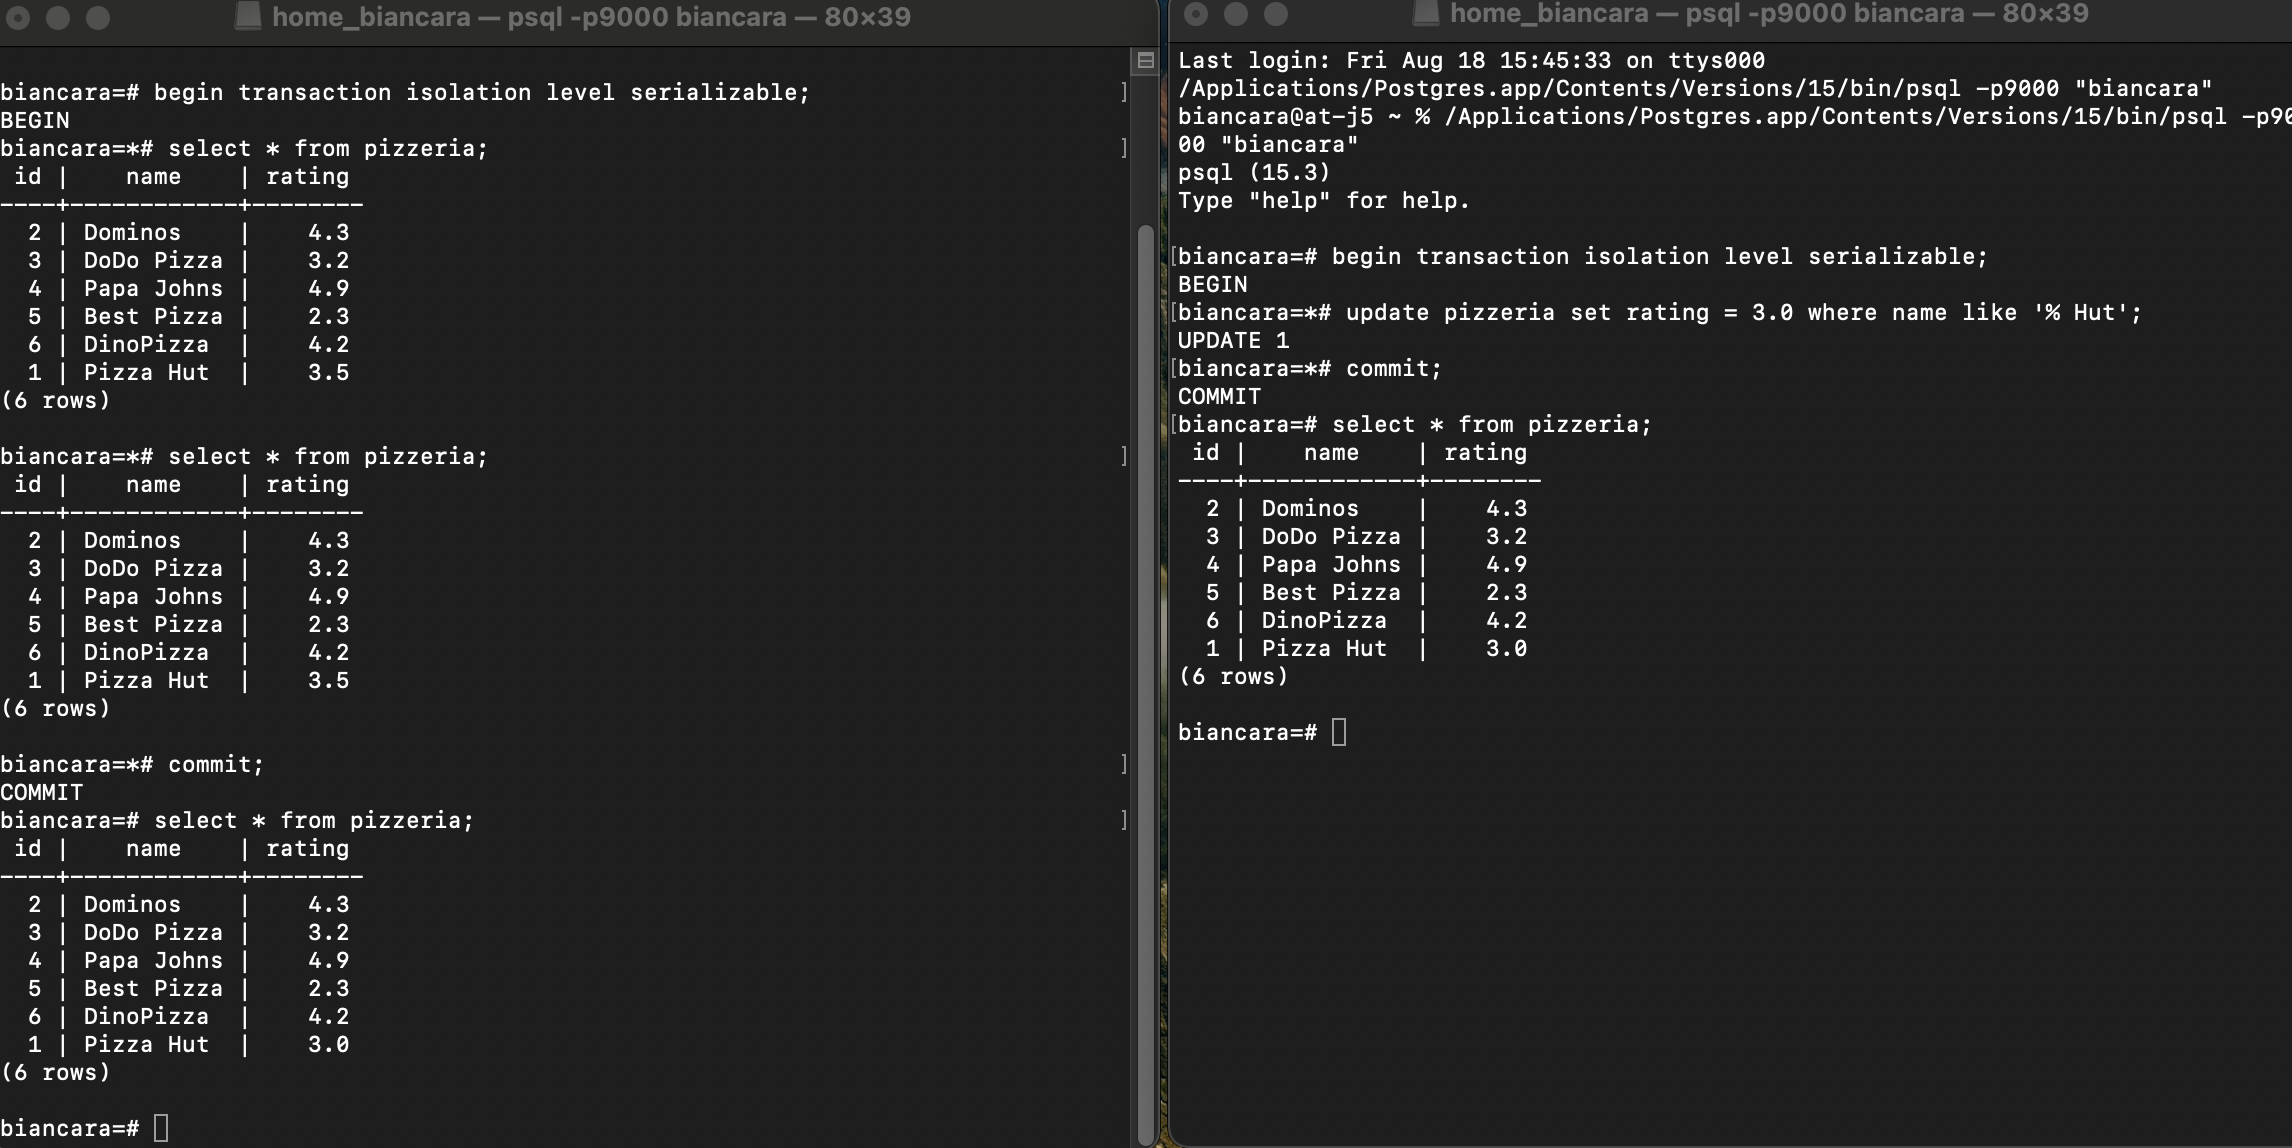 home_biancara — psql -p9000 biancara — 80×39
biancara=# begin transaction isolation level serializable;
BEGIN
biancara=*# select * from pizzeria;
 id |    name     | rating
----+-------------+--------
  2 | Dominos     |    4.3
  3 | DoDo Pizza  |    3.2
  4 | Papa Johns  |    4.9
  5 | Best Pizza  |    2.3
  6 | DinoPizza   |    4.2
  1 | Pizza Hut   |    3.5
(6 rows)
biancara=*# select * from pizzeria;
 id |    name     | rating
----+-------------+--------
  2 | Dominos     |    4.3
  3 | DoDo Pizza  |    3.2
  4 | Papa Johns  |    4.9
  5 | Best Pizza  |    2.3
  6 | DinoPizza   |    4.2
  1 | Pizza Hut   |    3.5
(6 rows)
biancara=*# commit;
COMMIT
biancara=# select * from pizzeria;
 id |    name     | rating
----+-------------+--------
  2 | Dominos     |    4.3
  3 | DoDo Pizza  |    3.2
  4 | Papa Johns  |    4.9
  5 | Best Pizza  |    2.3
  6 | DinoPizza   |    4.2
  1 | Pizza Hut   |    3.0
(6 rows)
biancara=#
home_biancara — psql -p9000 biancara — 80×39
Last login: Fri Aug 18 15:45:33 on ttys000
/Applications/Postgres.app/Contents/Versions/15/bin/psql -p9000 "biancara"
biancara@at-j5 ~ % /Applications/Postgres.app/Contents/Versions/15/bin/psql -p90
00 "biancara"
psql (15.3)
Type "help" for help.
biancara=# begin transaction isolation level serializable;
BEGIN
biancara=*# update pizzeria set rating = 3.0 where name like '% Hut';
UPDATE 1
biancara=*# commit;
COMMIT
biancara=# select * from pizzeria;
 id |    name     | rating
----+-------------+--------
  2 | Dominos     |    4.3
  3 | DoDo Pizza  |    3.2
  4 | Papa Johns  |    4.9
  5 | Best Pizza  |    2.3
  6 | DinoPizza   |    4.2
  1 | Pizza Hut   |    3.0
(6 rows)
biancara=#